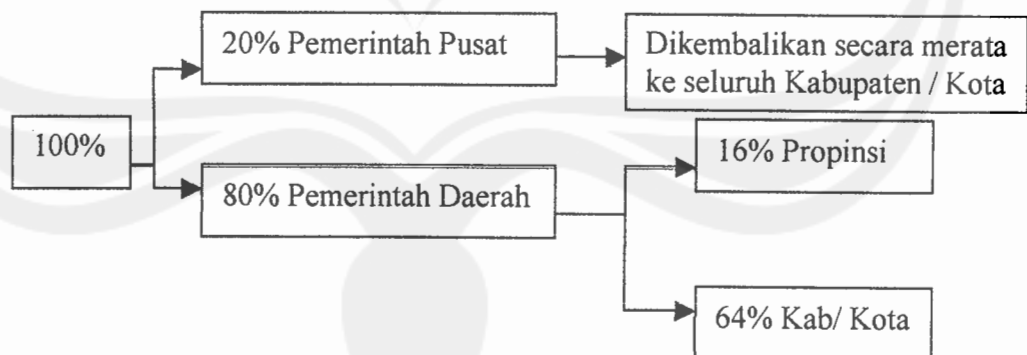 20% Pemerintah Pusat
Dikembalikan secara merata
ke seluruh Kabupaten / Kota
100%
80% Pemerintah Daerah
16% Propinsi
64% Kab/ Kota